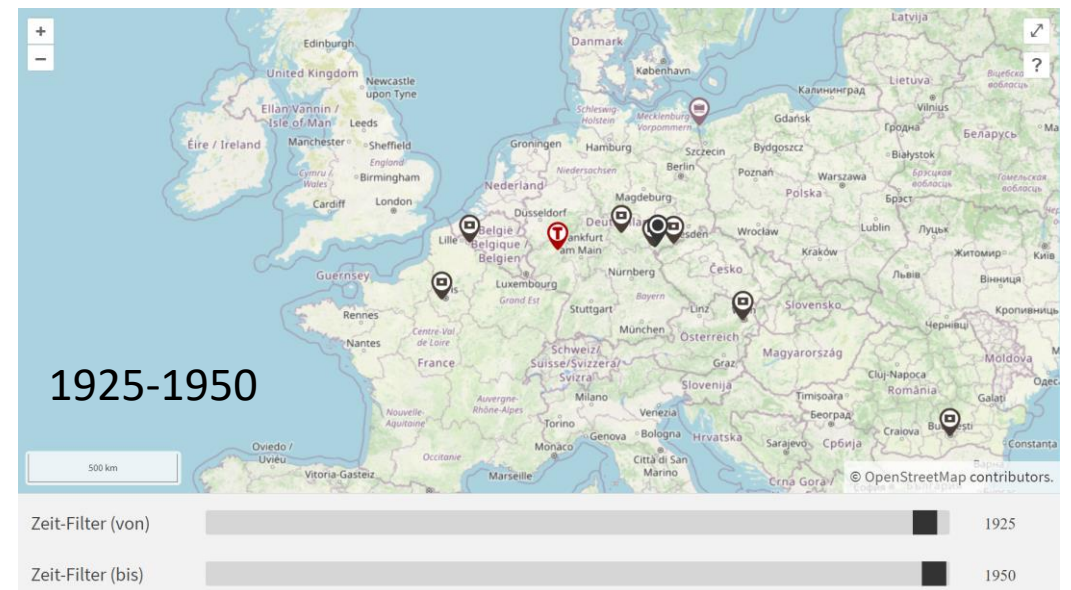 +
−
?
Latvija
Edinburgh
Danmark
United Kingdom
København
Newcastle
upon Tyne
Lietuva
Калининград
Ellan Vannin /
Isle of Man
Leeds
Schleswig-
Holstein
Mecklenburg-
Vorpommern
Gdańsk
Vilnius
Гродна
Беларусь
Éire / Ireland
Manchester
Sheffield
England
Groningen
Hamburg
Szczecin
Bydgoszcz
Białystok
Cymru /
Wales
Birmingham
Niedersachsen
Berlin
Poznań
Warszawa
Брэсцкая
вобласць
Гомельская
вобласць
Nederland
Magdeburg
Polska
Брэст
Cardiff
London
Düsseldorf
T
Lille
België /
Belgique /
Belgien
am Main
Wrocław
Lublin
Луцьк
Kraków
Житомир
Київ
Nürnberg
Česko
Львів
Вінниця
Guernsey
Luxembourg
Grand Est
Bayern
Stuttgart
Linz
Slovensko
Rennes
München
Österreich
Чернівці
Nantes
Centre-Val
de Loire
France
Schweiz/
Suisse/Svizzera/
Svizra
Graz
Magyarország
Moldova
Cluj-Napoca
1925-1950
Slovenija
România
Auvergne-
Rhône-Alpes
Milano
Timișoara
Galați
Nouvelle-
Aquitaine
Venezia
Torino
Београд
Craiova
Genova
Bologna
Hrvatska
Sarajevo
Србија
Constanța
Oviedo /
Uviéu
Monaco
Occitanie
Città di San
Marino
500 km
Vitoria-Gasteiz
Marseille
Crna Gora /
© OpenStreetMap contributors.
Zeit-Filter (von)
1925
Zeit-Filter (bis)
1950